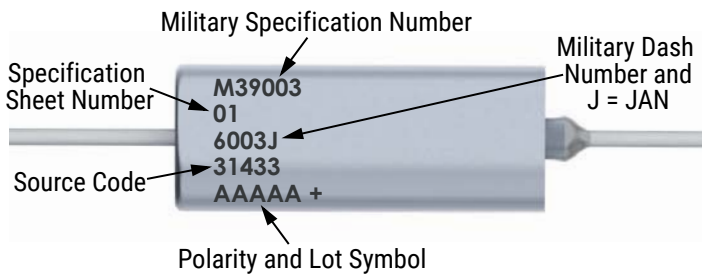 Military Specification Number
Specification
Sheet Number
Military Dash
Number and
J = JAN
M39003
01
6003J
31433
AAAAA +
Source Code
Polarity and Lot Symbol